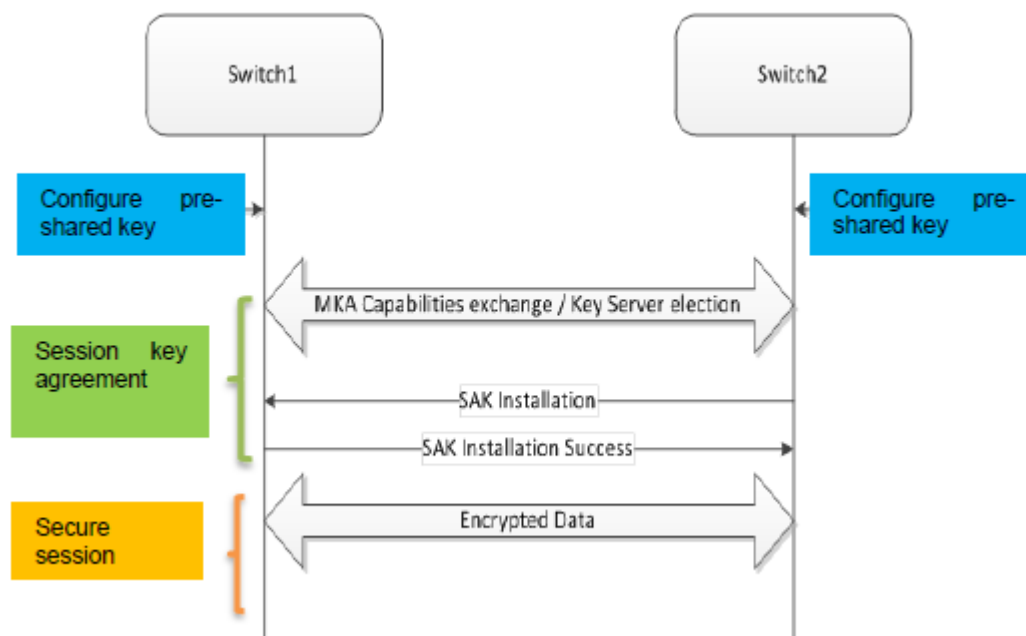 Switch1
Switch2
Configure pre-
shared key
Configure pre-
shared key
MKA Capabilities exchange / Key Server election
Session key
agreement
SAK Installation
SAK Installation Success
Secure
session
Encrypted Data